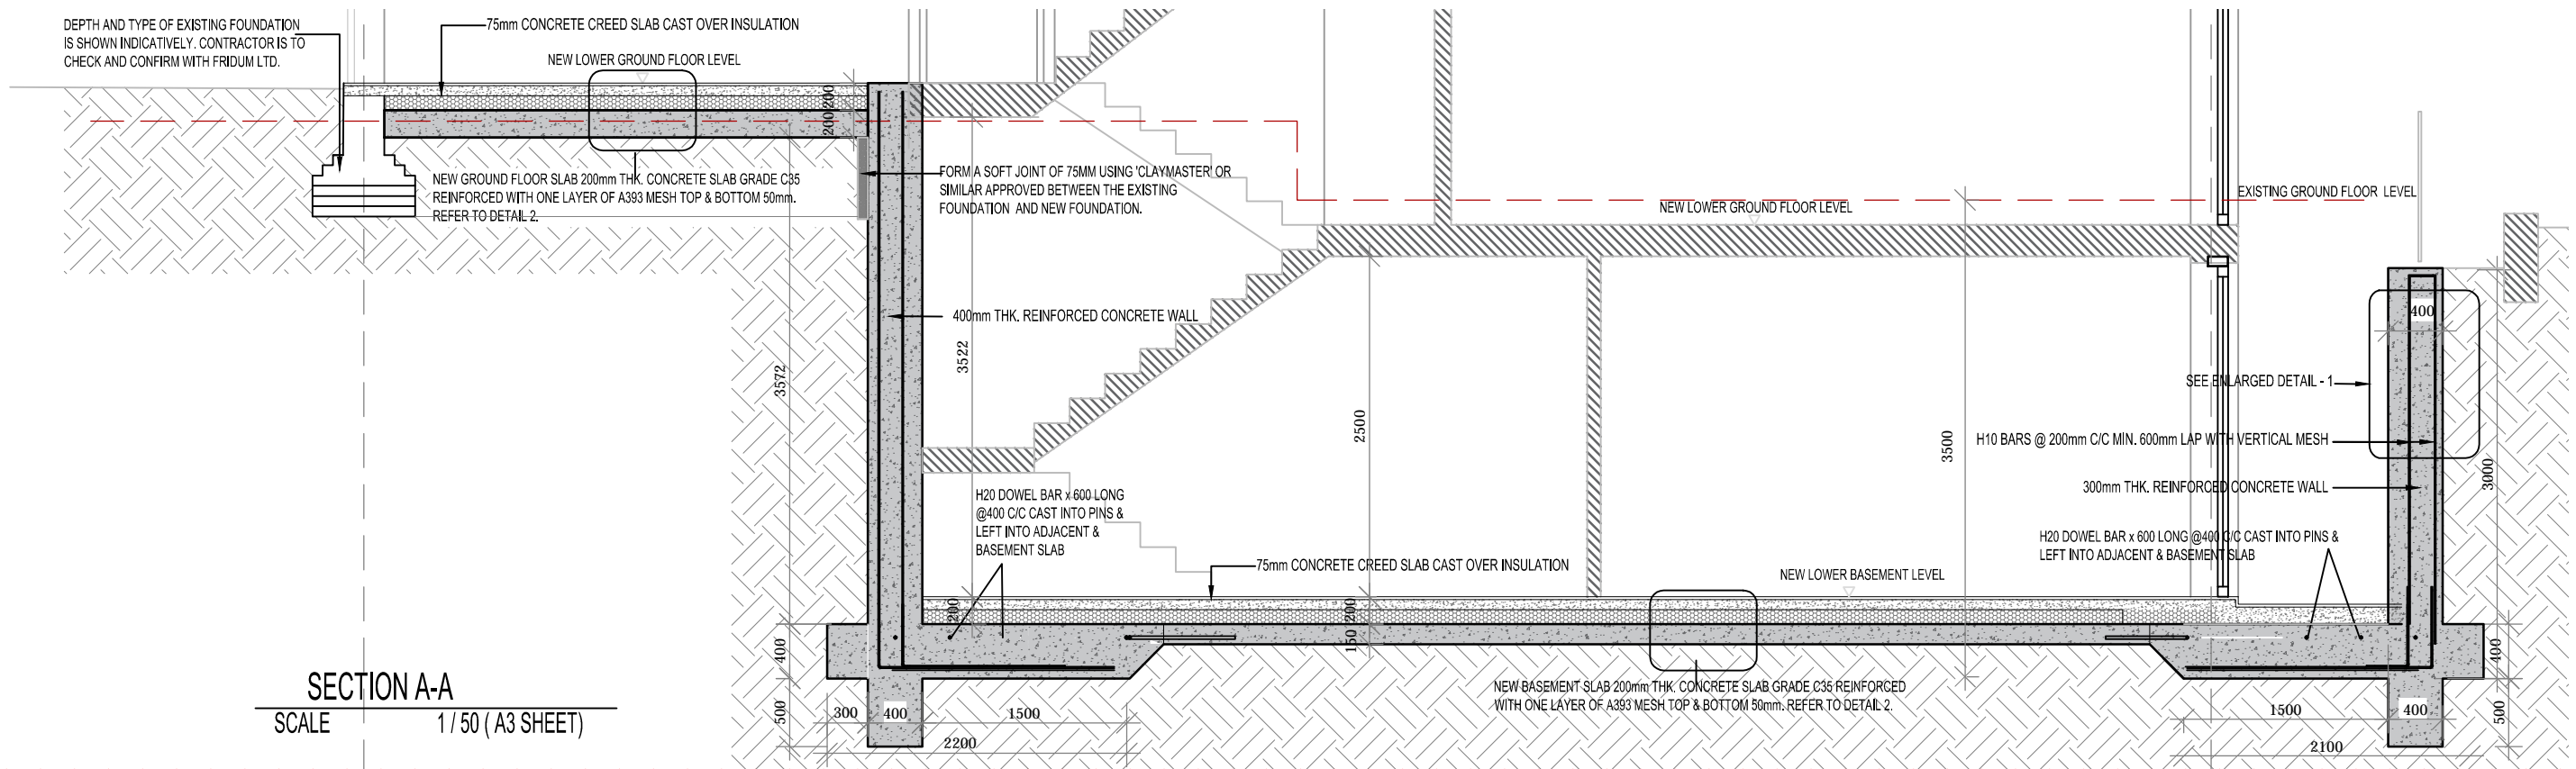 DEPTH AND TYPE OF EXISTING FOUNDATION
IS SHOWN INDICATIVELY. CONTRACTOR IS TO
CHECK AND CONFIRM WITH FRIDUM LTD.
75mm CONCRETE CREED SLAB CAST OVER INSULATION
NEW LOWER GROUND FLOOR LEVEL
200
200
NEW GROUND FLOOR SLAB 200mm THK. CONCRETE SLAB GRADE C35
REINFORCED WITH ONE LAYER OF A393 MESH TOP & BOTTOM 50mm.
REFER TO DETAIL 2.
FORM A SOFT JOINT OF 75MM USING 'CLAYMASTER' OR
SIMILAR APPROVED BETWEEN THE EXISTING
FOUNDATION AND NEW FOUNDATION.
EXISTING GROUND FLOOR LEVEL
NEW LOWER GROUND FLOOR LEVEL
400mm THK. REINFORCED CONCRETE WALL
400
3572
3522
2500
3500
3000
SEE ENLARGED DETAIL - 1
H10 BARS @ 200mm C/C MIN. 600mm LAP WITH VERTICAL MESH
300mm THK. REINFORCED CONCRETE WALL
H20 DOWEL BAR x 600 LONG
@400 C/C CAST INTO PINS &
LEFT INTO ADJACENT &
BASEMENT SLAB
H20 DOWEL BAR x 600 LONG @400 C/C CAST INTO PINS &
LEFT INTO ADJACENT & BASEMENT SLAB
75mm CONCRETE CREED SLAB CAST OVER INSULATION
NEW LOWER BASEMENT LEVEL
200
200
150
400
400
500
500
NEW BASEMENT SLAB 200mm THK. CONCRETE SLAB GRADE C35 REINFORCED
WITH ONE LAYER OF A393 MESH TOP & BOTTOM 50mm. REFER TO DETAIL 2.
300
400
1500
2200
1500
400
2100
SECTION A-A
SCALE 1 / 50 ( A3 SHEET)